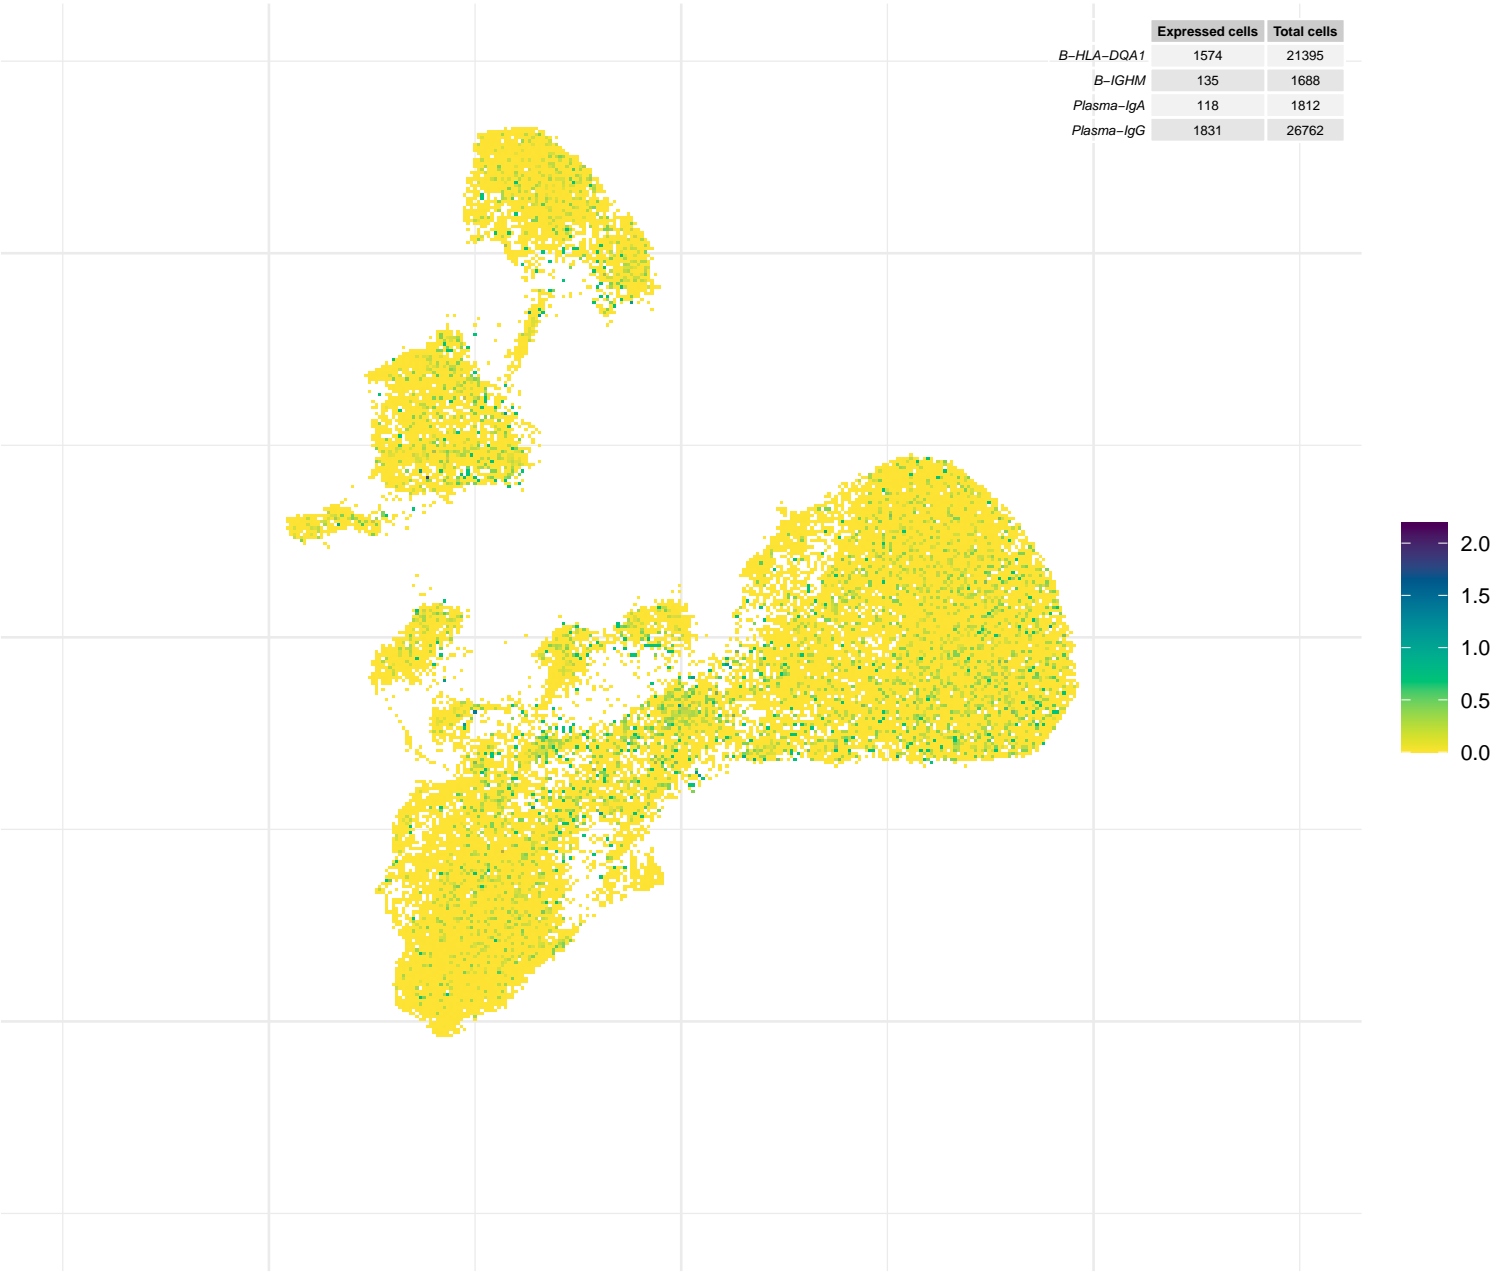 Expressed cells Total cells
B−HLA−DQA1 1574 21395
B−IGHM 135 1688
Plasma−IgA 118 1812
Plasma−IgG 1831 26762
2.0
1.5
1.0
0.5
0.0